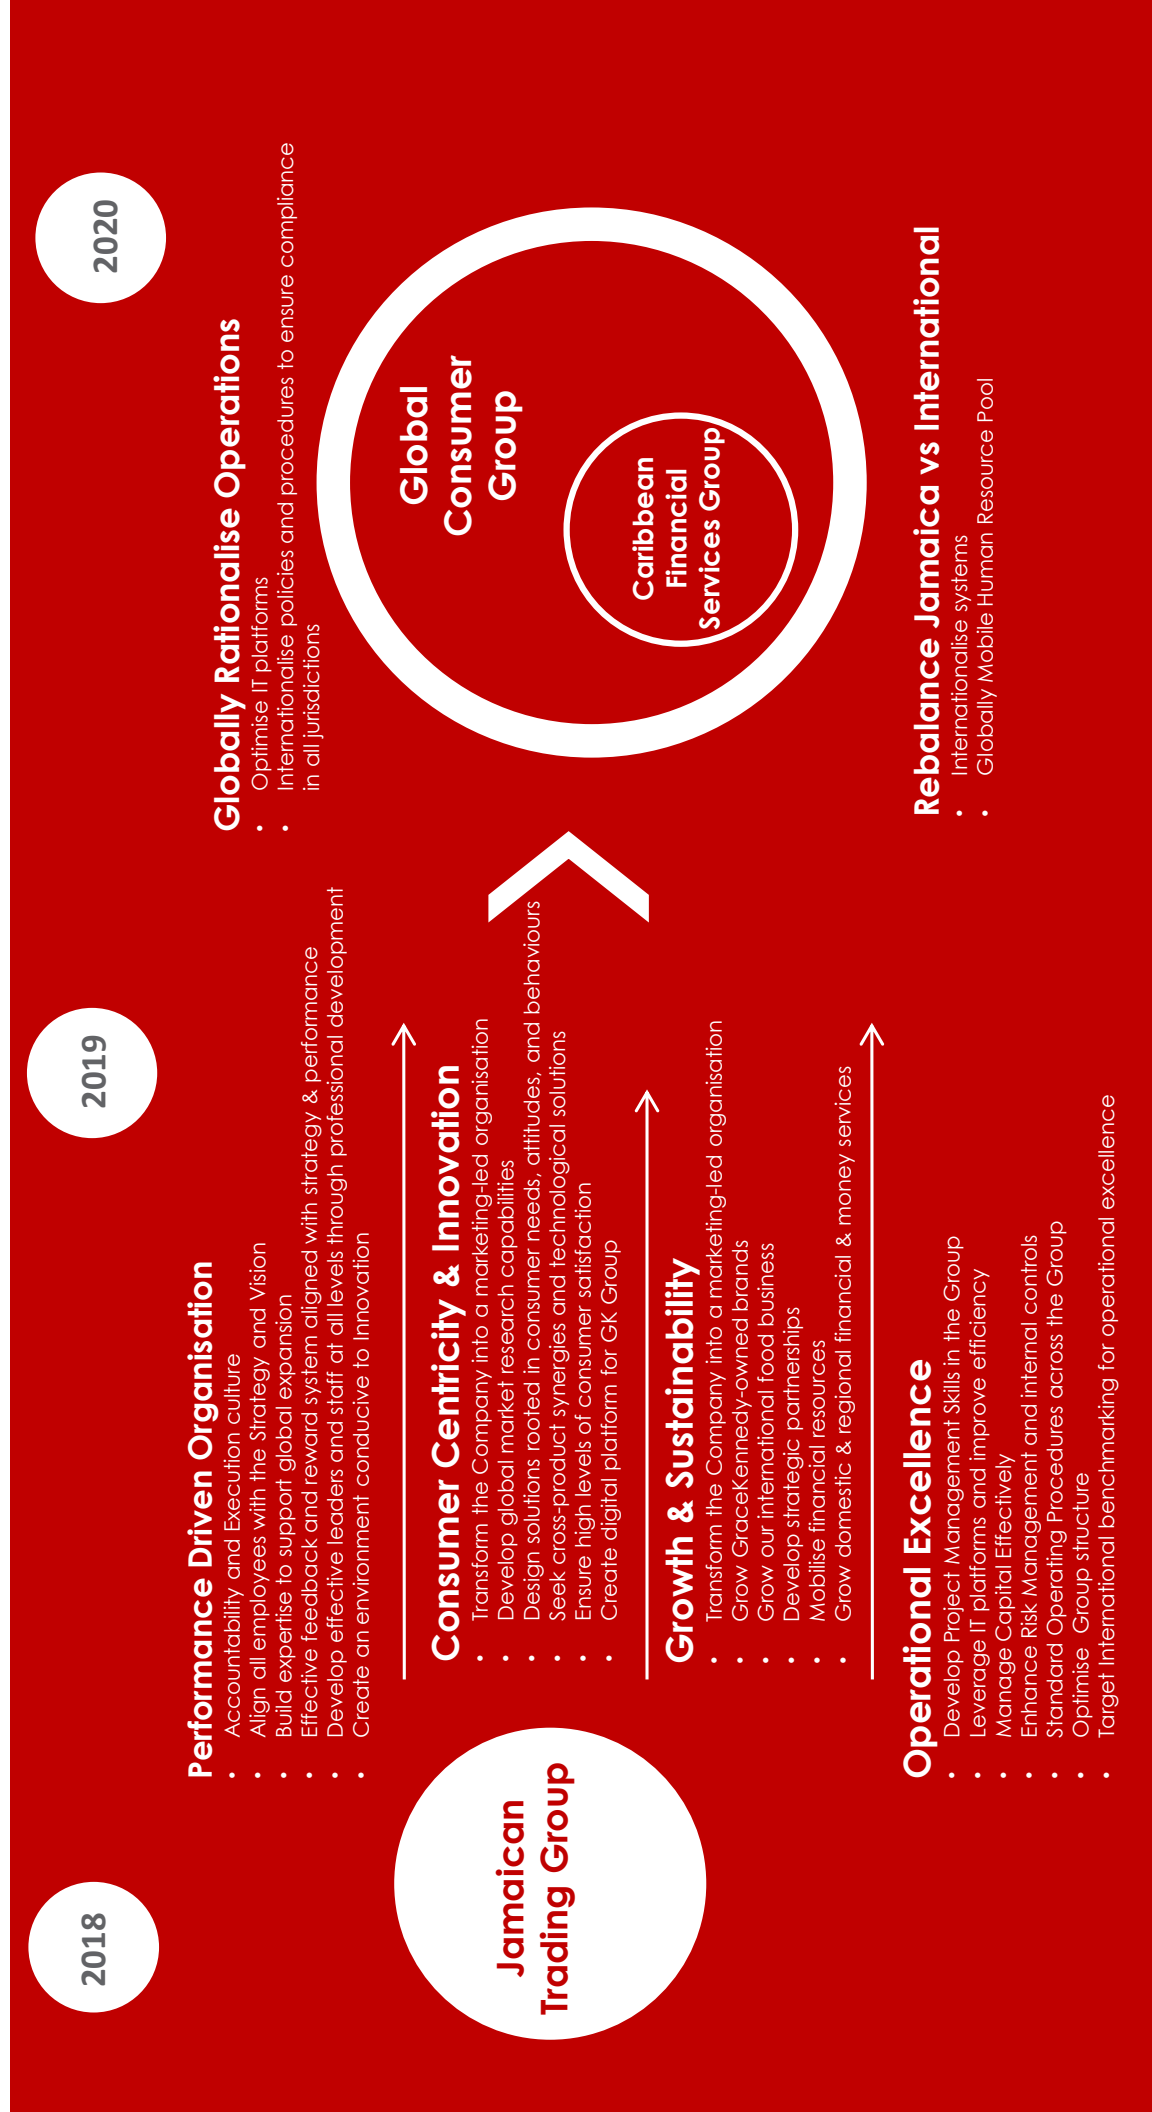 2018
2019
2020
Jamaican
Trading Group
Performance Driven Organisation
• Accountability and Execution culture
• Align all employees with the Strategy and Vision
• Build expertise to support global expansion
• Effective feedback and reward system aligned with strategy & performance
• Develop effective leaders and staff at all levels through professional development
• Create an environment conducive to Innovation
Consumer Centricity & Innovation
• Transform the Company into a marketing-led organisation
• Develop global market research capabilities
• Design solutions rooted in consumer needs, attitudes, and behaviours
• Seek cross-product synergies and technological solutions
• Ensure high levels of consumer satisfaction
• Create digital platform for GK Group
Growth & Sustainability
• Transform the Company into a marketing-led organisation
• Grow GraceKennedy-owned brands
• Grow our international food business
• Develop strategic partnerships
• Mobilise financial resources
• Grow domestic & regional financial & money services
Operational Excellence
• Develop Project Management Skills in the Group
• Leverage IT platforms and improve efficiency
• Manage Capital Effectively
• Enhance Risk Management and internal controls
• Standard Operating Procedures across the Group
• Optimise Group structure
• Target International benchmarking for operational excellence
Globally Rationalise Operations
• Optimise IT platforms
• Internationalise policies and procedures to ensure compliance
in all jurisdictions
Global
Consumer
Group
Caribbean
Financial
Services Group
Rebalance Jamaica vs International
• Internationalise systems
• Globally Mobile Human Resource Pool